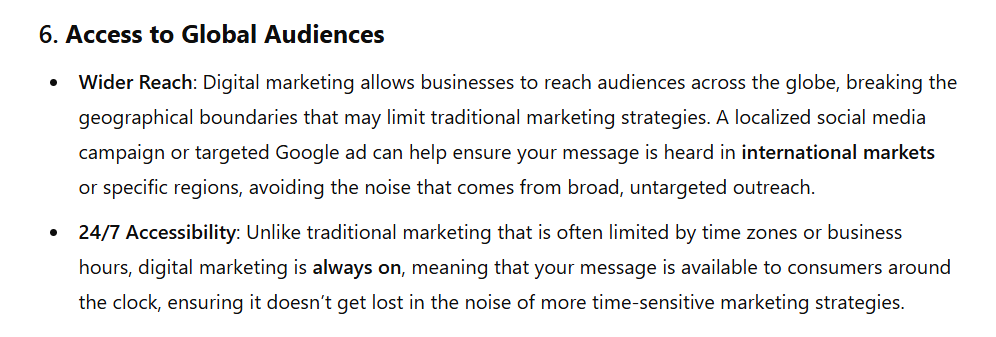 6. Access to Global Audiences
• Wider Reach: Digital marketing allows businesses to reach audiences across the globe, breaking the
geographical boundaries that may limit traditional marketing strategies. A localized social media
campaign or targeted Google ad can help ensure your message is heard in international markets
or specific regions, avoiding the noise that comes from broad, untargeted outreach.
• 24/7 Accessibility: Unlike traditional marketing that is often limited by time zones or business
hours, digital marketing is always on, meaning that your message is available to consumers around
the clock, ensuring it doesn’t get lost in the noise of more time-sensitive marketing strategies.